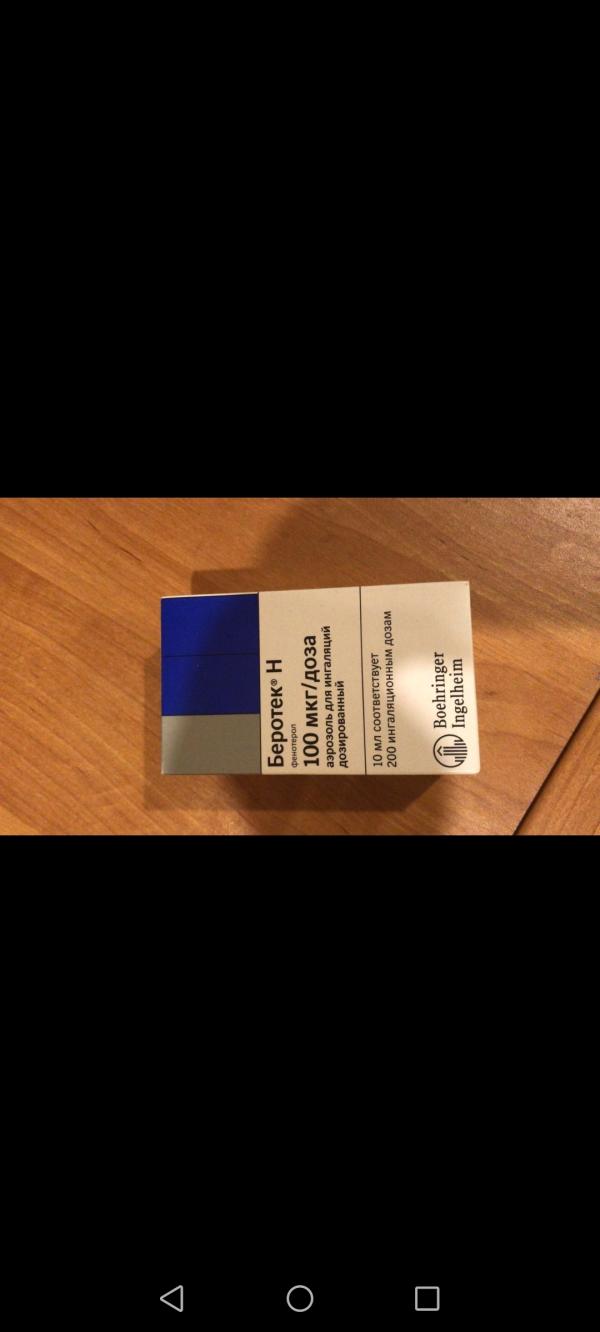 Беротек® Н
фенотерол
100 мкг/доза
аэрозоль для ингаляций
дозированный
10 мл соответствует
200 ингаляционным дозам
Boehringer
Ingelheim